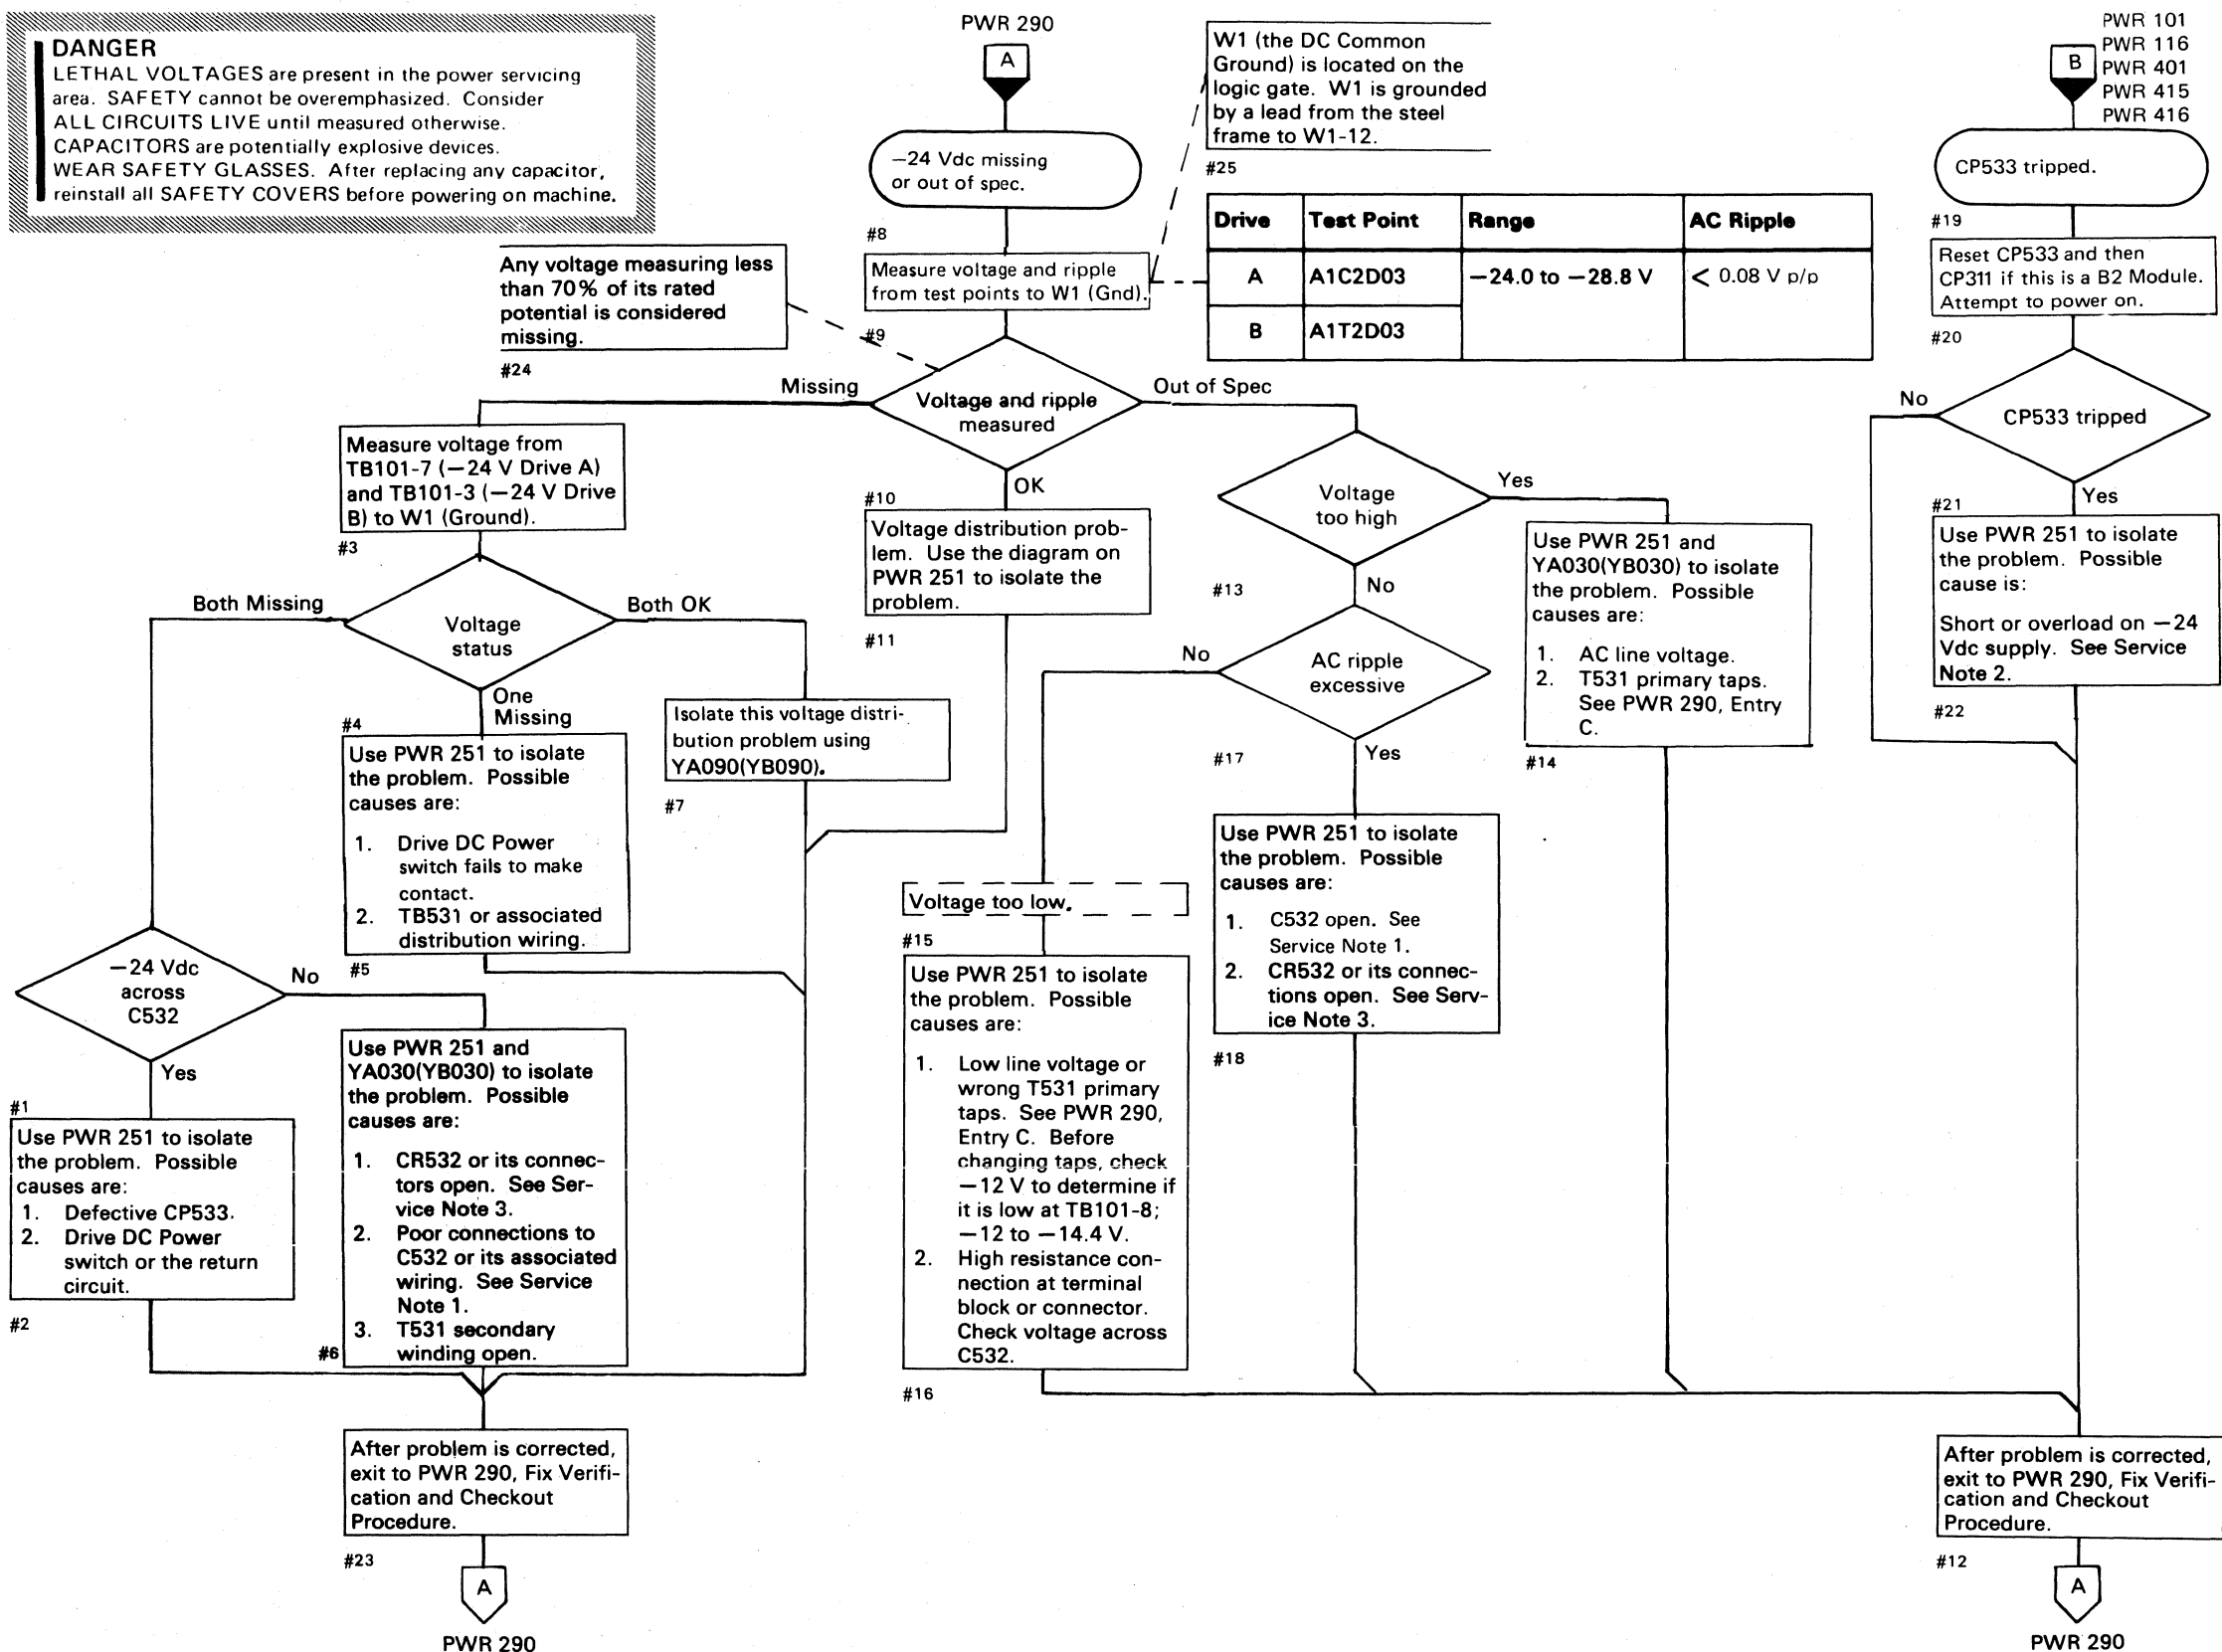 DANGER
LETHAL VOLTAGES are present in the power servicing
area. SAFETY cannot be overemphasized. Consider
ALL CIRCUITS LIVE until measured otherwise.
CAPACITORS are potentially explosive devices.
WEAR SAFETY GLASSES. After replacing any capacitor,
reinstall all SAFETY COVERS before powering on machine.
PWR 290
A
−24 Vdc missing
or out of spec.
#8
Measure voltage and ripple
from test points to W1 (Gnd).
#9
W1 (the DC Common
Ground) is located on the
logic gate. W1 is grounded
by a lead from the steel
frame to W1-12.
#25
Drive Test Point Range AC Ripple
A A1C2D03 −24.0 to −28.8 V < 0.08 V p/p
B A1T2D03
Any voltage measuring less
than 70% of its rated
potential is considered
missing.
#24
Missing
Voltage and ripple
measured
Out of Spec
OK
#10
Voltage distribution prob-
lem. Use the diagram on
PWR 251 to isolate the
problem.
#11
Measure voltage from
TB101-7 (−24 V Drive A)
and TB101-3 (−24 V Drive
B) to W1 (Ground).
#3
Both Missing
Voltage
status
Both OK
One
Missing
#4
Use PWR 251 to isolate
the problem. Possible
causes are:
1. Drive DC Power
switch fails to make
contact.
2. TB531 or associated
distribution wiring.
#5
Isolate this voltage distri-
bution problem using
YA090(YB090).
#7
−24 Vdc
across
C532
No
Yes
#1
Use PWR 251 to isolate
the problem. Possible
causes are:
1. Defective CP533.
2. Drive DC Power
switch or the return
circuit.
#2
Use PWR 251 and
YA030(YB030) to isolate
the problem. Possible
causes are:
1. CR532 or its connec-
tors open. See Ser-
vice Note 3.
2. Poor connections to
C532 or its associated
wiring. See Service
Note 1.
3. T531 secondary
winding open.
#6
After problem is corrected,
exit to PWR 290, Fix Verifi-
cation and Checkout
Procedure.
#23
A
PWR 290
Voltage
too high
Yes
No
#13
Use PWR 251 and
YA030(YB030) to isolate
the problem. Possible
causes are:
1. AC line voltage.
2. T531 primary taps.
See PWR 290, Entry
C.
#14
AC ripple
excessive
No
Yes
#17
Use PWR 251 to isolate
the problem. Possible
causes are:
1. C532 open. See
Service Note 1.
2. CR532 or its connec-
tions open. See Serv-
ice Note 3.
#18
Voltage too low.
#15
Use PWR 251 to isolate
the problem. Possible
causes are:
1. Low line voltage or
wrong T531 primary
taps. See PWR 290,
Entry C. Before
changing taps, check
−12 V to determine if
it is low at TB101-8;
−12 to −14.4 V.
2. High resistance con-
nection at terminal
block or connector.
Check voltage across
C532.
#16
PWR 101
PWR 116
PWR 401
PWR 415
PWR 416
B
CP533 tripped.
#19
Reset CP533 and then
CP311 if this is a B2 Module.
Attempt to power on.
#20
No
CP533 tripped
Yes
#21
Use PWR 251 to isolate
the problem. Possible
cause is:
Short or overload on −24
Vdc supply. See Service
Note 2.
#22
After problem is corrected,
exit to PWR 290, Fix Verifi-
cation and Checkout
Procedure.
#12
A
PWR 290